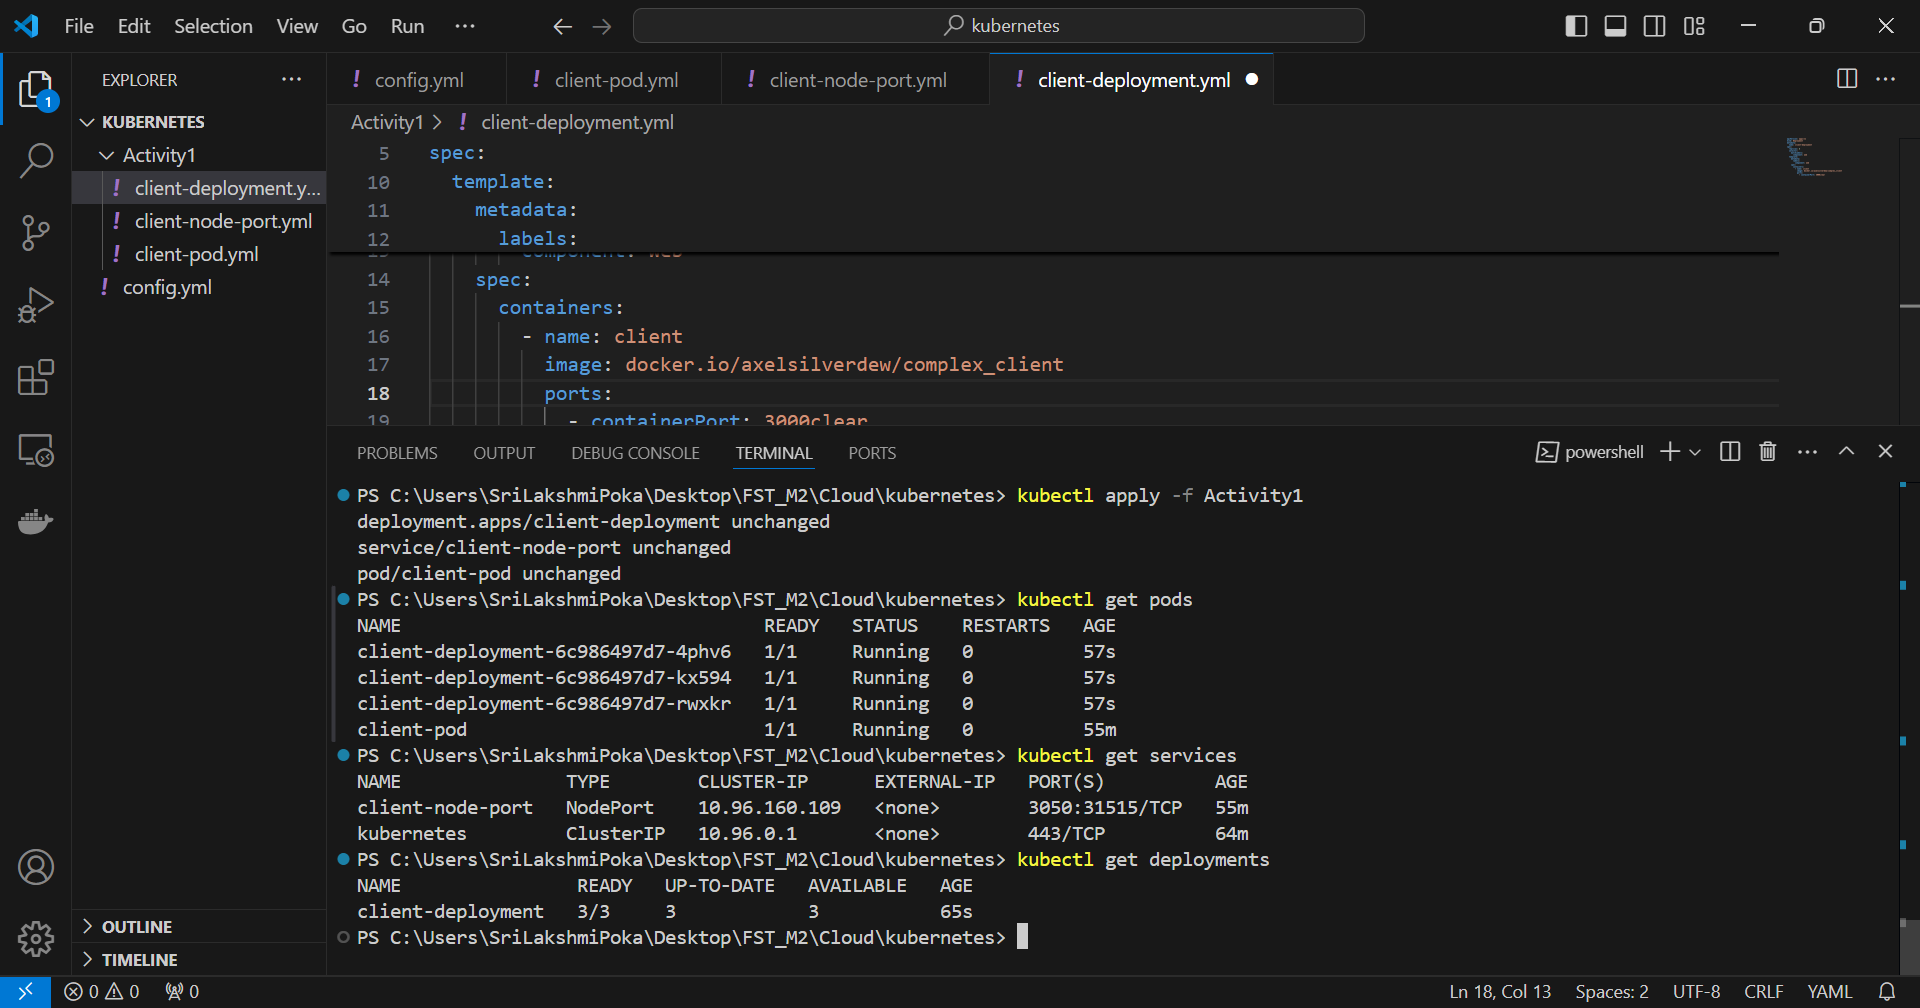 File Edit Selection View Go Run ··· kubernetes
EXPLORER ···
! config.yml ! client-pod.yml ! client-node-port.yml ! client-deployment.yml ●
KUBERNETES
Activity1
! client-deployment.y...
! client-node-port.yml
! client-pod.yml
! config.yml
OUTLINE
TIMELINE
1
Activity1 > ! client-deployment.yml
5 spec:
10 template:
11 metadata:
12 labels:
13 component: web
14 spec:
15 containers:
16 - name: client
17 image: docker.io/axelsilverdew/complex_client
18 ports:
19 - containerPort: 3000clear
PROBLEMS OUTPUT DEBUG CONSOLE TERMINAL PORTS powershell
PS C:\Users\SriLakshmiPoka\Desktop\FST_M2\Cloud\kubernetes> kubectl apply -f Activity1
deployment.apps/client-deployment unchanged
service/client-node-port unchanged
pod/client-pod unchanged
PS C:\Users\SriLakshmiPoka\Desktop\FST_M2\Cloud\kubernetes> kubectl get pods
NAME READY STATUS RESTARTS AGE
client-deployment-6c986497d7-4phv6 1/1 Running 0 57s
client-deployment-6c986497d7-kx594 1/1 Running 0 57s
client-deployment-6c986497d7-rwxkr 1/1 Running 0 57s
client-pod 1/1 Running 0 55m
PS C:\Users\SriLakshmiPoka\Desktop\FST_M2\Cloud\kubernetes> kubectl get services
NAME TYPE CLUSTER-IP EXTERNAL-IP PORT(S) AGE
client-node-port NodePort 10.96.160.109 <none> 3050:31515/TCP 55m
kubernetes ClusterIP 10.96.0.1 <none> 443/TCP 64m
PS C:\Users\SriLakshmiPoka\Desktop\FST_M2\Cloud\kubernetes> kubectl get deployments
NAME READY UP-TO-DATE AVAILABLE AGE
client-deployment 3/3 3 3 65s
PS C:\Users\SriLakshmiPoka\Desktop\FST_M2\Cloud\kubernetes>
0 0 0 Ln 18, Col 13 Spaces: 2 UTF-8 CRLF YAML